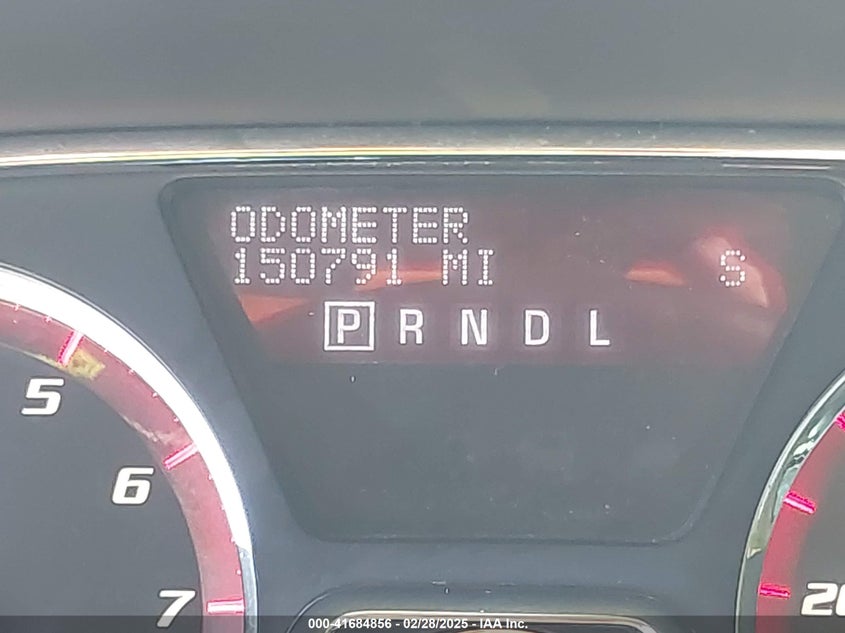 ODOMETER
150791 MI S
P R N D L
5
6
7
20
000-41684856 - 02/28/2025 - IAA Inc.